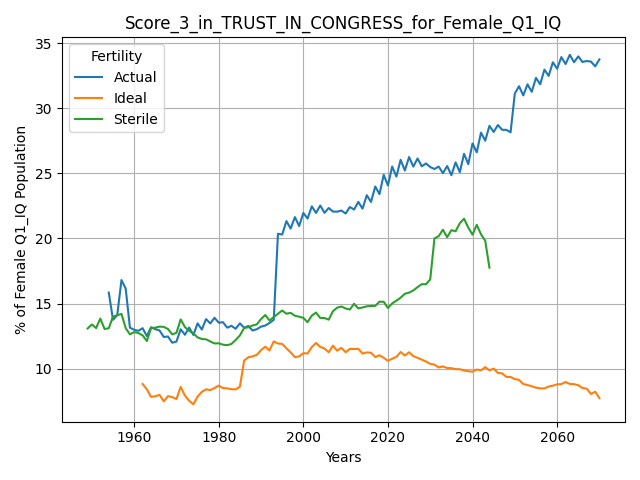 Score_3_in_TRUST_IN_CONGRESS_for_Female_Q1_IQ
Fertility
Actual
Ideal
Sterile
% of Female Q1_IQ Population
35
30
25
20
15
10
1960
1980
2000
2020
2040
2060
Years